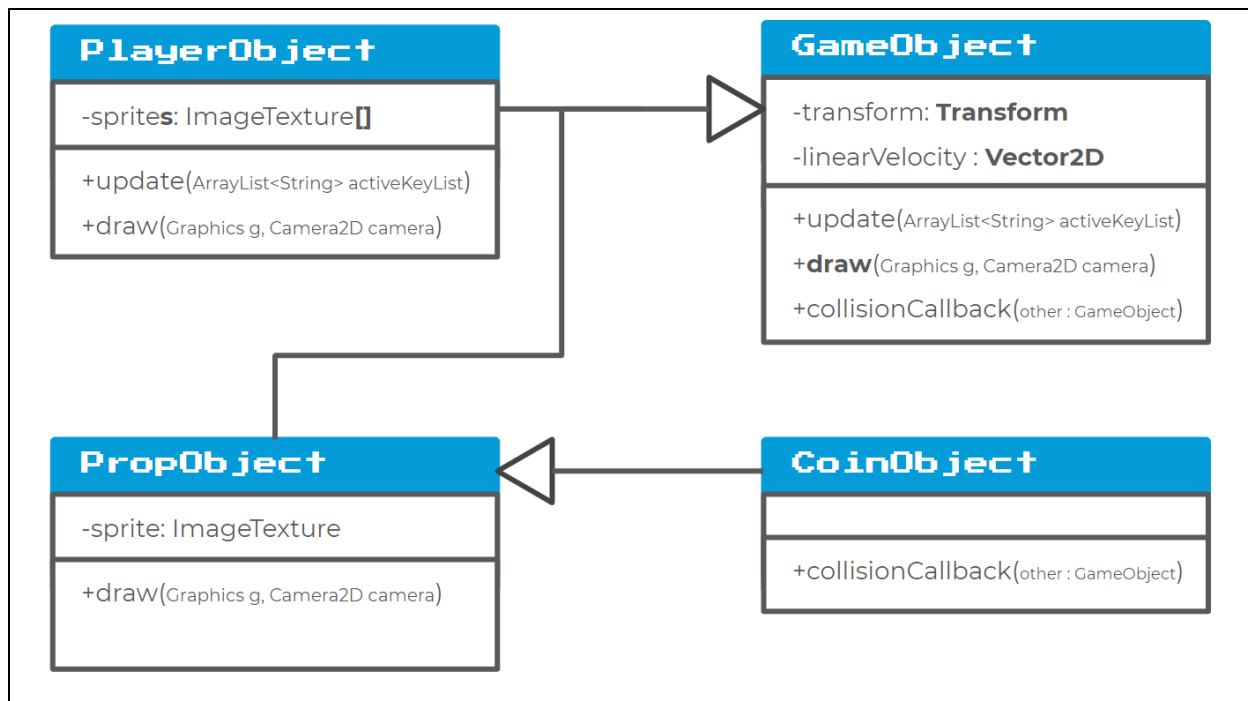 PlayerObject
-sprites: ImageTexture[]
+update(ArrayList<String> activeKeyList)
+draw(Graphics g, Camera2D camera)
GameObject
-transform: Transform
-linearVelocity : Vector2D
+update(ArrayList<String> activeKeyList)
+draw(Graphics g, Camera2D camera)
+collisionCallback(other : GameObject)
PropObject
-sprite: ImageTexture
+draw(Graphics g, Camera2D camera)
CoinObject
+collisionCallback(other : GameObject)